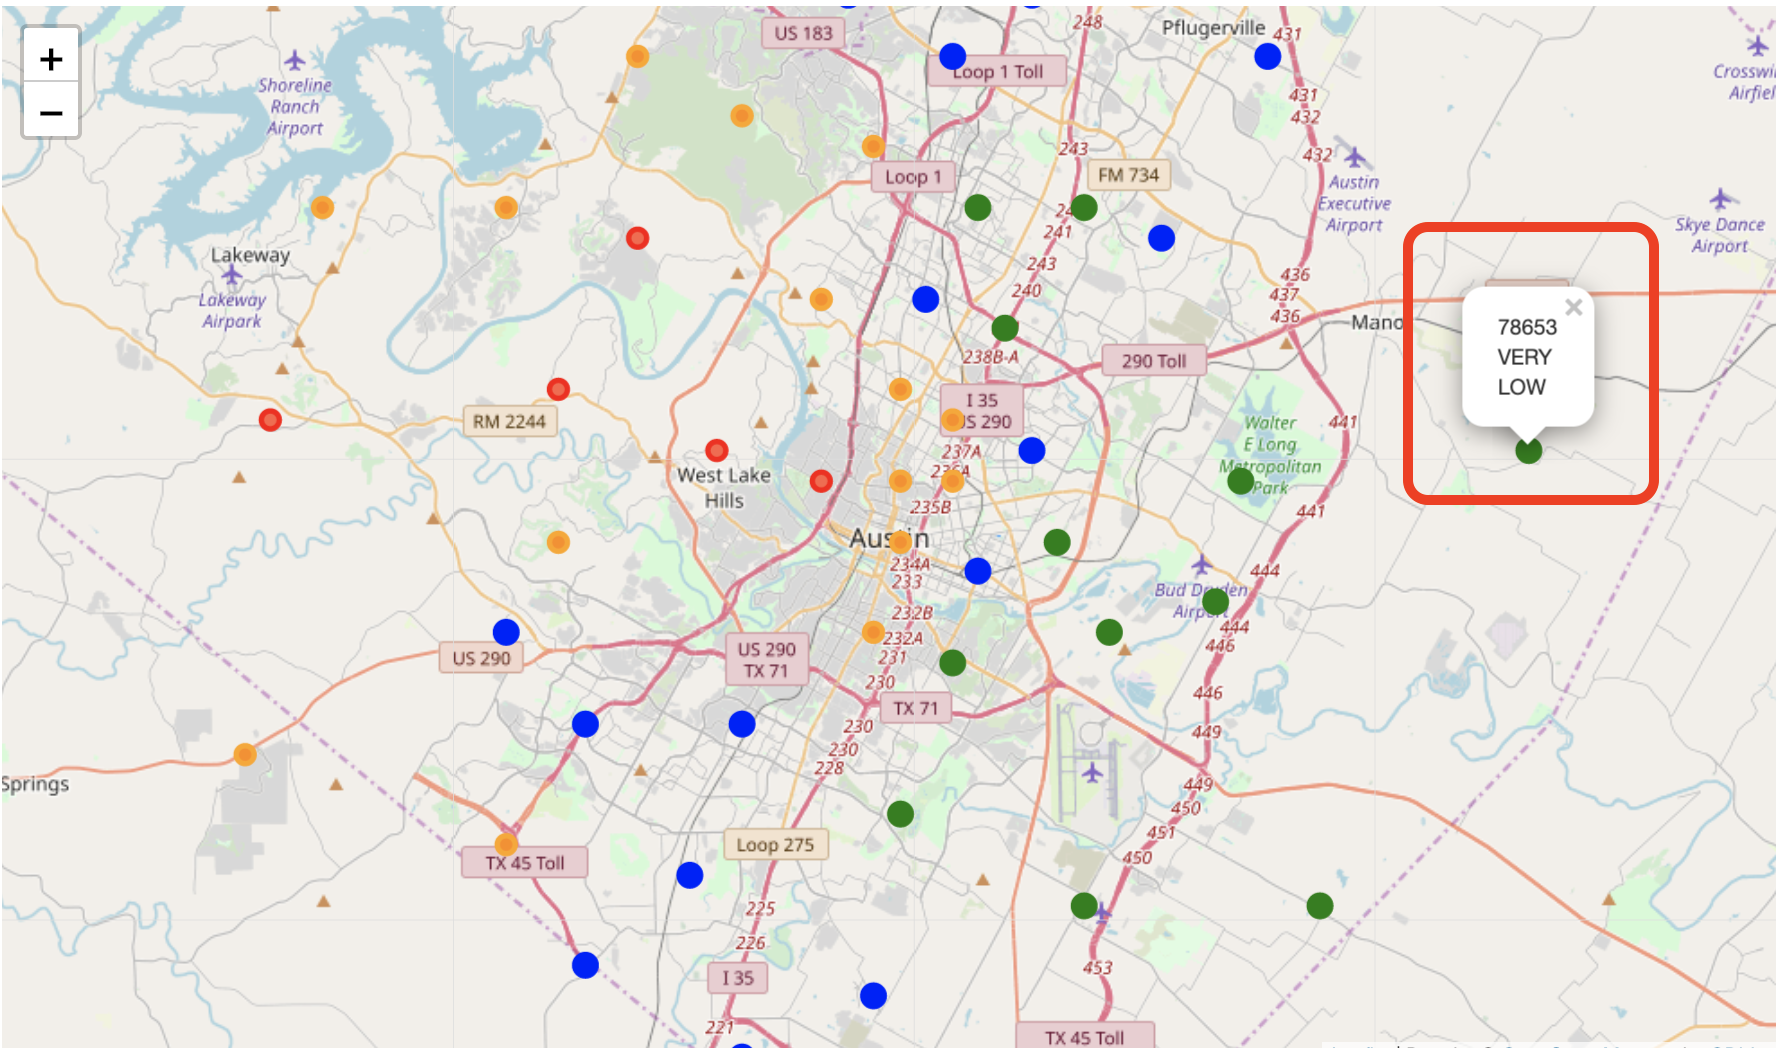 +
−
US 183
248
Pflugerville
431
Loop 1 Toll
Shoreline
Ranch
Airport
431
432
243
432
Loop 1
FM 734
Austin
Executive
Airport
Skye Dance
Airport
241
Lakeway
Lakeway
Airpark
243
240
436
437
436
238B-A
290 Toll
×
78653
VERY
LOW
I 35
US 290
RM 2244
441
Walter
E Long
Metropolitan
Park
237A
West Lake
Hills
235B
441
Austin
234A
233
444
Bud Dryden
Airport
232B
232A
231
444
446
US 290
US 290
TX 71
230
446
TX 71
230
449
230
228
Springs
449
450
451
450
Loop 275
TX 45 Toll
225
226
453
I 35
221
TX 45 Toll